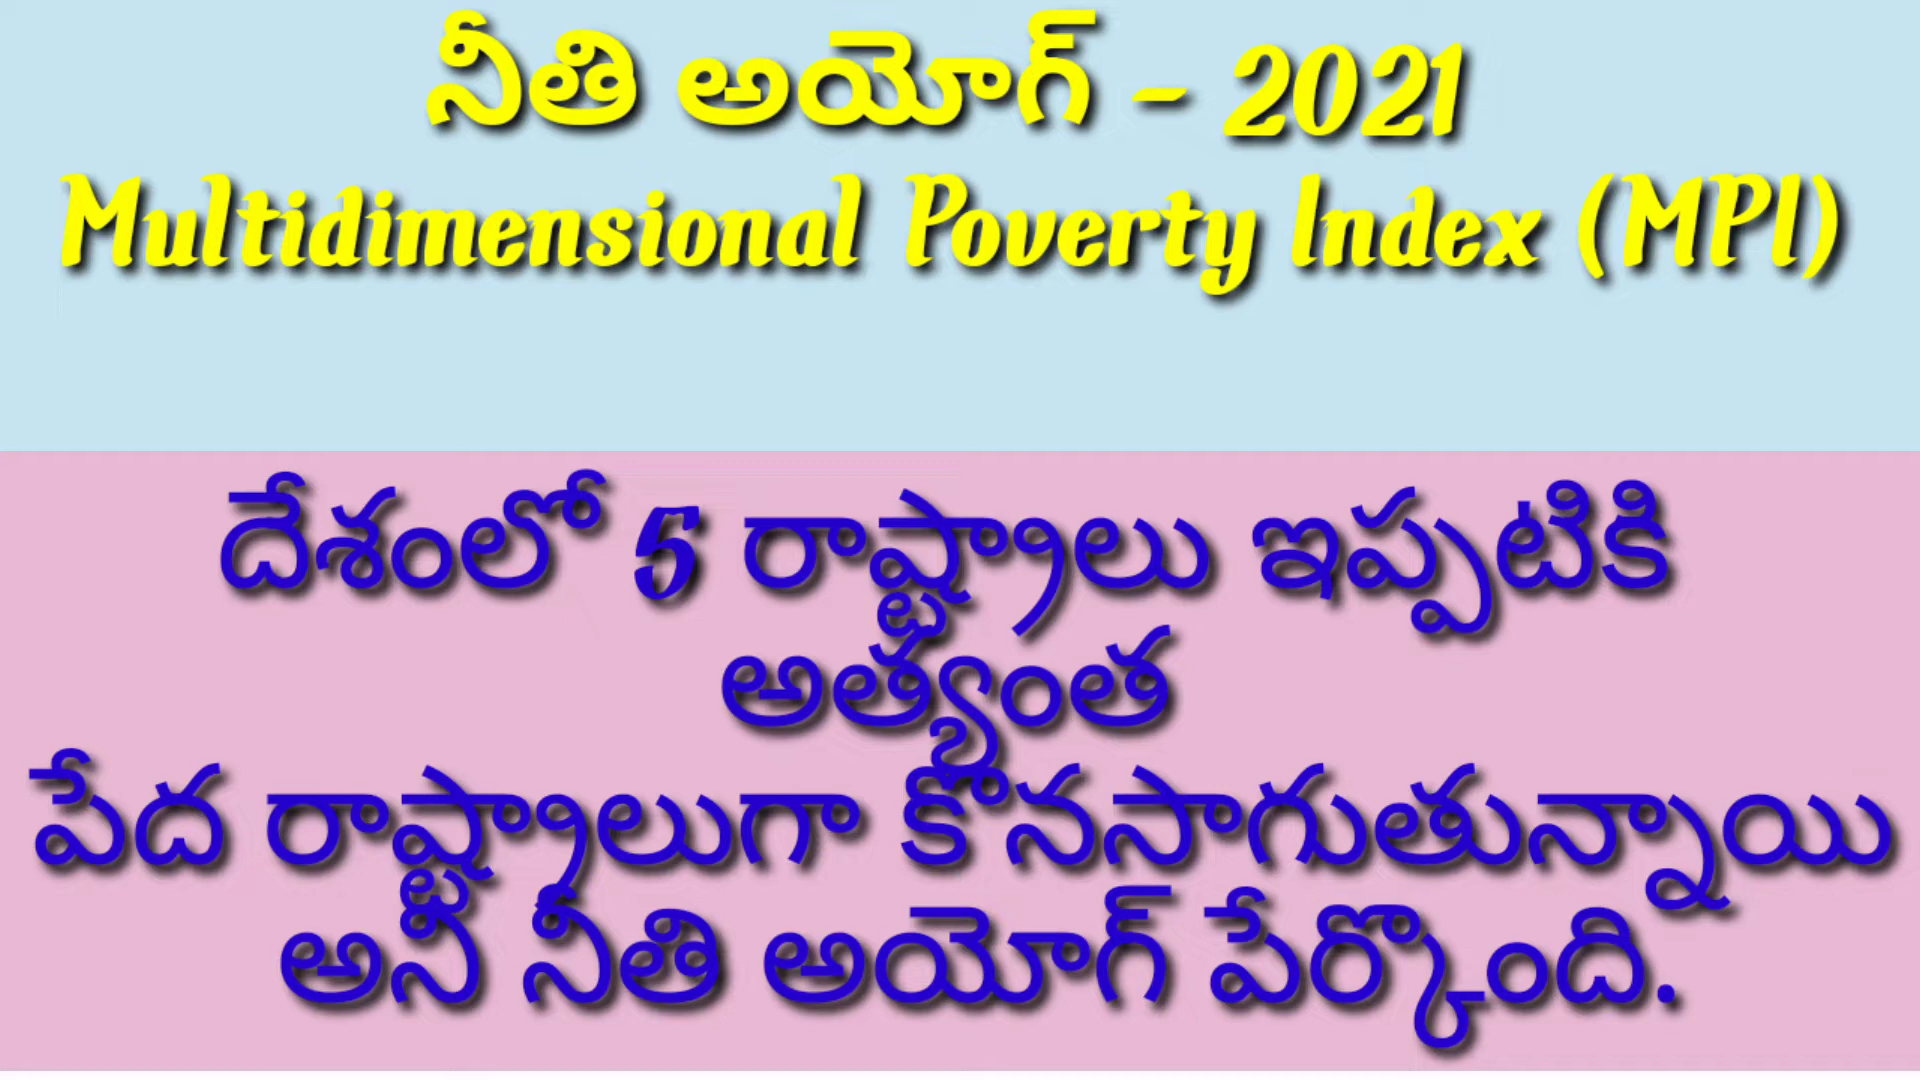 నీతి అయోగ్ - 2021
Multidimensional Poverty Index (MPI)
దేశంలో 5 రాష్ట్రాలు ఇప్పటికి
అత్యంత
పేద రాష్ట్రాలుగా కొనసాగుతున్నాయి
అని నీతి అయోగ్ పేర్కొంది.